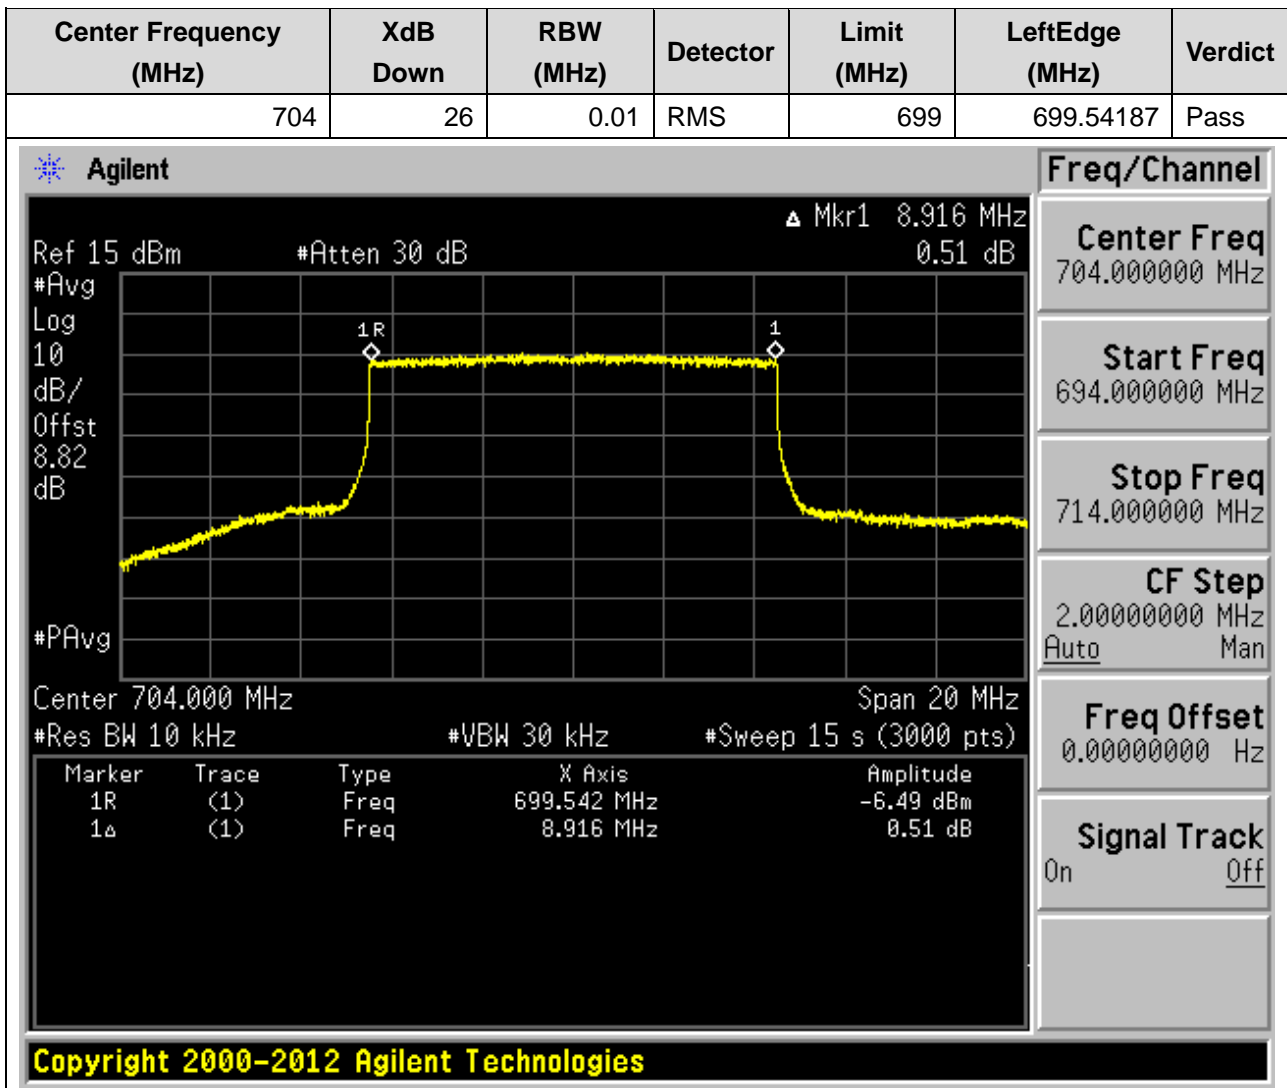 Center Frequency (MHz) XdB Down RBW (MHz) Detector Limit (MHz) LeftEdge (MHz) Verdict
704 26 0.01 RMS 699 699.54187 Pass
Agilent
Freq/Channel
Δ Mkr1 8.916 MHz
Ref 15 dBm #Atten 30 dB 0.51 dB
#Avg
Log
10
dB/
Offst
8.82
dB
1R
1
#PAvg
Center 704.000 MHz Span 20 MHz
#Res BW 10 kHz #VBW 30 kHz #Sweep 15 s (3000 pts)
Marker Trace Type X Axis Amplitude
1R (1) Freq 699.542 MHz -6.49 dBm
1Δ (1) Freq 8.916 MHz 0.51 dB
Center Freq
704.000000 MHz
Start Freq
694.000000 MHz
Stop Freq
714.000000 MHz
CF Step
2.00000000 MHz
Auto Man
Freq Offset
0.00000000 Hz
Signal Track
On Off
Copyright 2000-2012 Agilent Technologies